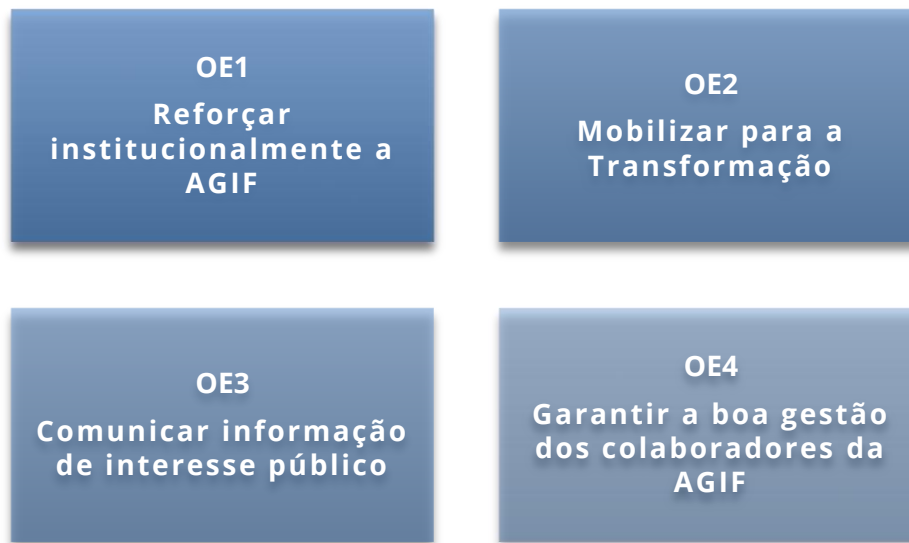 OE1
Reforçar
institucionalmente a
AGIF
OE2
Mobilizar para a
Transformação
OE3
Comunicar informação
de interesse público
OE4
Garantir a boa gestão
dos colaboradores da
AGIF